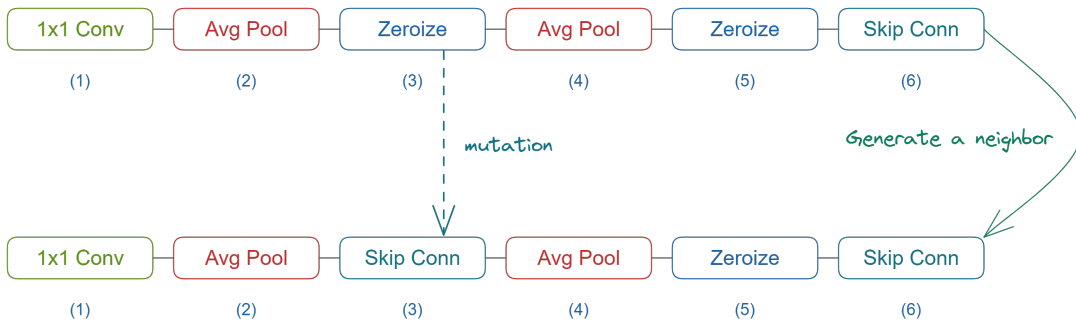 1x1 Conv Avg Pool Zeroize Avg Pool Zeroize Skip Conn
(1) (2) (3) (4) (5) (6)
mutation
Generate a neighbor
1x1 Conv Avg Pool Skip Conn Avg Pool Zeroize Skip Conn
(1) (2) (3) (4) (5) (6)